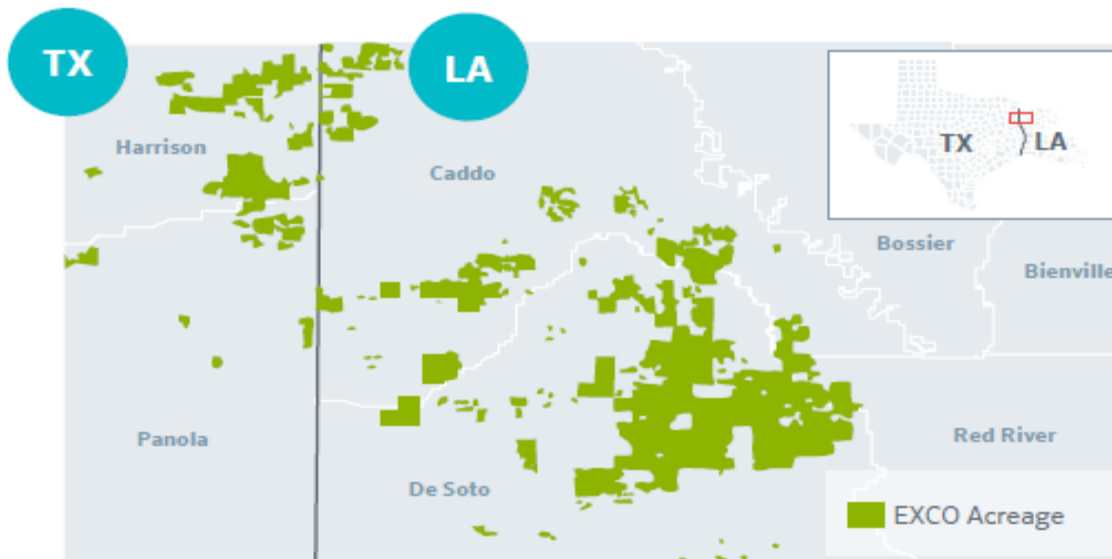 TX
LA
Harrison
Caddo
TX
LA
Bossier
Bienville
Panola
De Soto
Red River
EXCO Acreage